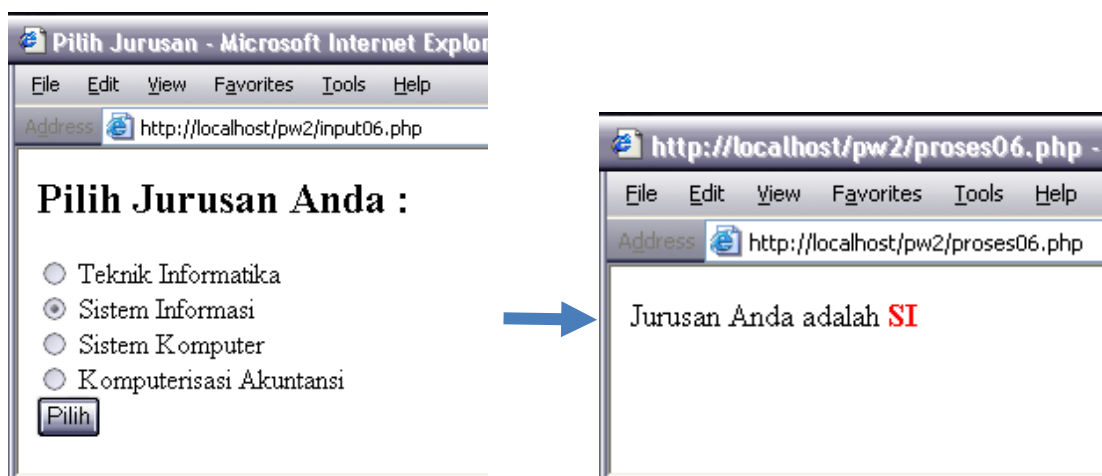 Pilih Jurusan - Microsoft Internet Explor
File Edit View Favorites Tools Help
Address http://localhost/pw2/input06.php
Pilih Jurusan Anda :
Teknik Informatika
Sistem Informasi
Sistem Komputer
Komputerisasi Akuntansi
Pilih
http://localhost/pw2/proses06.php -
File Edit View Favorites Tools Help
Address http://localhost/pw2/proses06.php
Jurusan Anda adalah SI